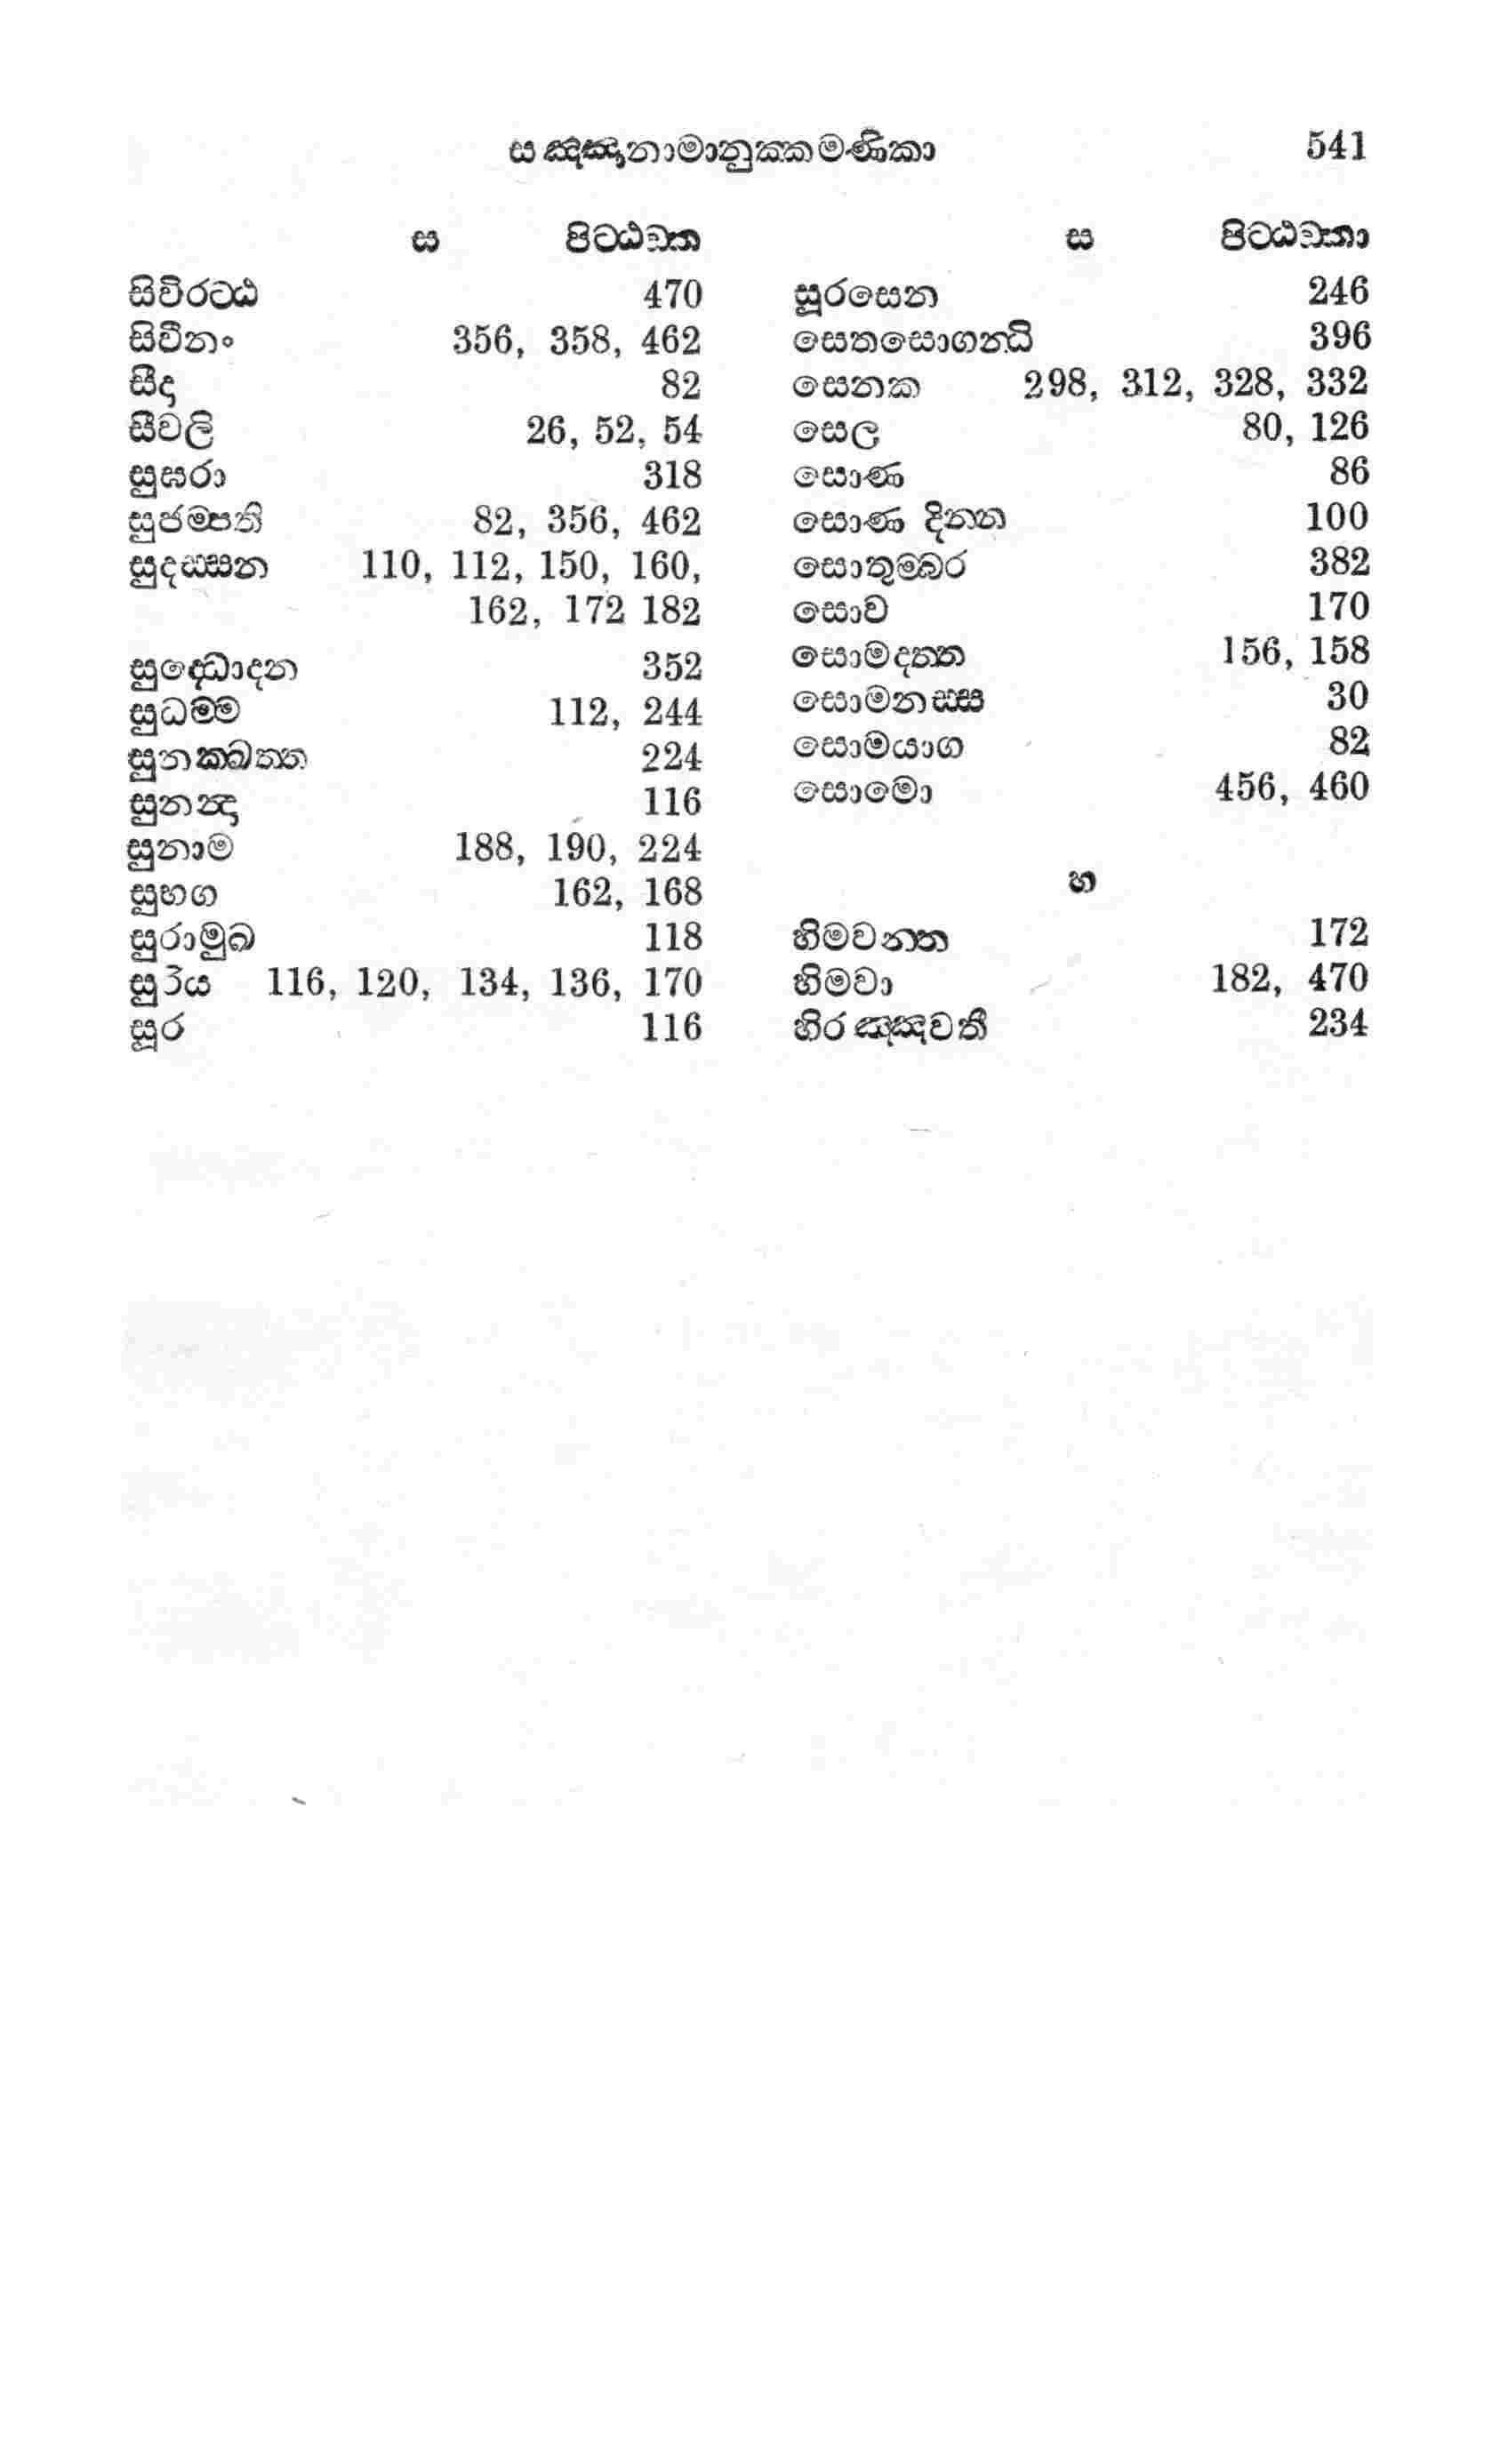 සඤ්ඤානාමානුක්කමණිකා 541
ස පිට්ඨඞ්ක
සිවිරට්ඨ 470
සිවීනං 356, 358, 462
සීදා 82
සීවලි 26, 52, 54
සුඝරා 318
සුජම්පති 82, 356, 462
සුදස්සන 110, 112, 150, 160,
162, 172 182
සුද්ධොදන 352
සුධම්ම 112, 244
සුනක්ඛත්ත 224
සුනන්‍දා 116
සුනාම 188, 190, 224
සුභග 162, 168
සුරාමුඛ 118
සුරිය 116, 120, 134, 136, 170
සූර 116
ස පිට්ඨඞ්කා
සූරසෙන 246
සෙතසොගන්ධි 396
සෙනක 298, 312, 328, 332
සෙල 80, 126
සොණ 86
සොණ දින්න 100
සොතුම්බර 382
සොව 170
සොමදත්ත 156, 158
සොමනස්ස 30
සොමයාග 82
සොමො 456, 460
හ
හිමවන්ත 172
හිමවා 182, 470
හිරඤ්ඤවතී 234